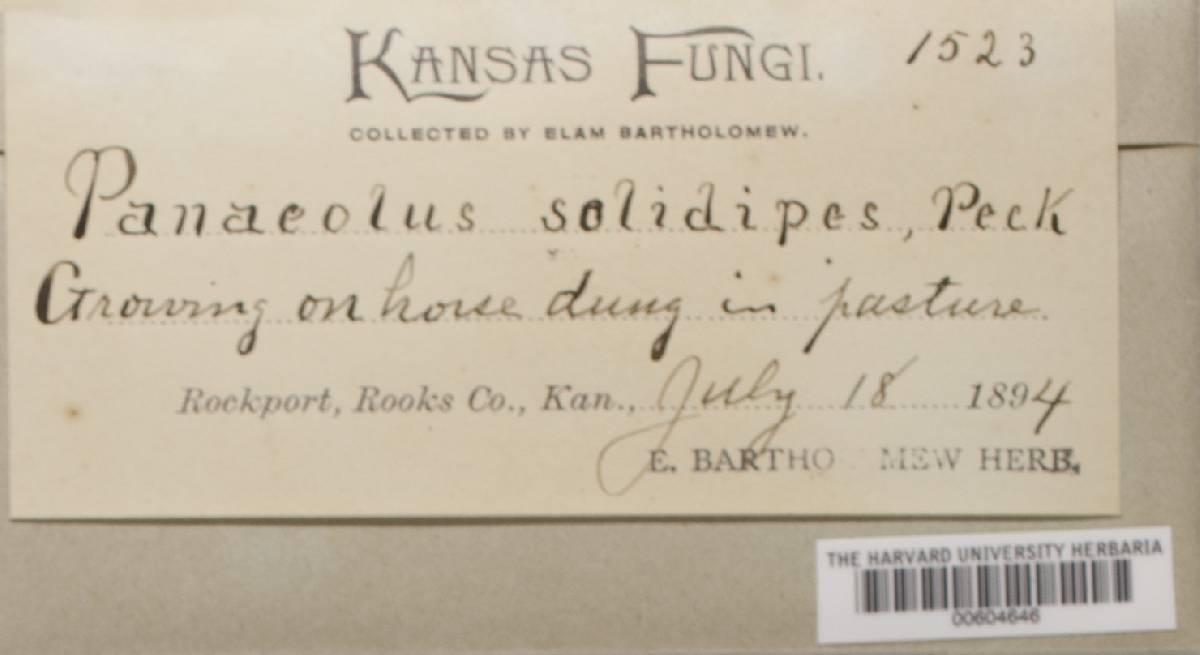 KANSAS FUNGI. 1523
COLLECTED BY ELAM BARTHOLOMEW.
Panaeolus solidipes, Peck
Growing on horse dung in pasture.
Rockport, Rooks Co., Kan., July 18 1894
E. BARTHO MEW HERB.
THE HARVARD UNIVERSITY HERBARIA
00604646